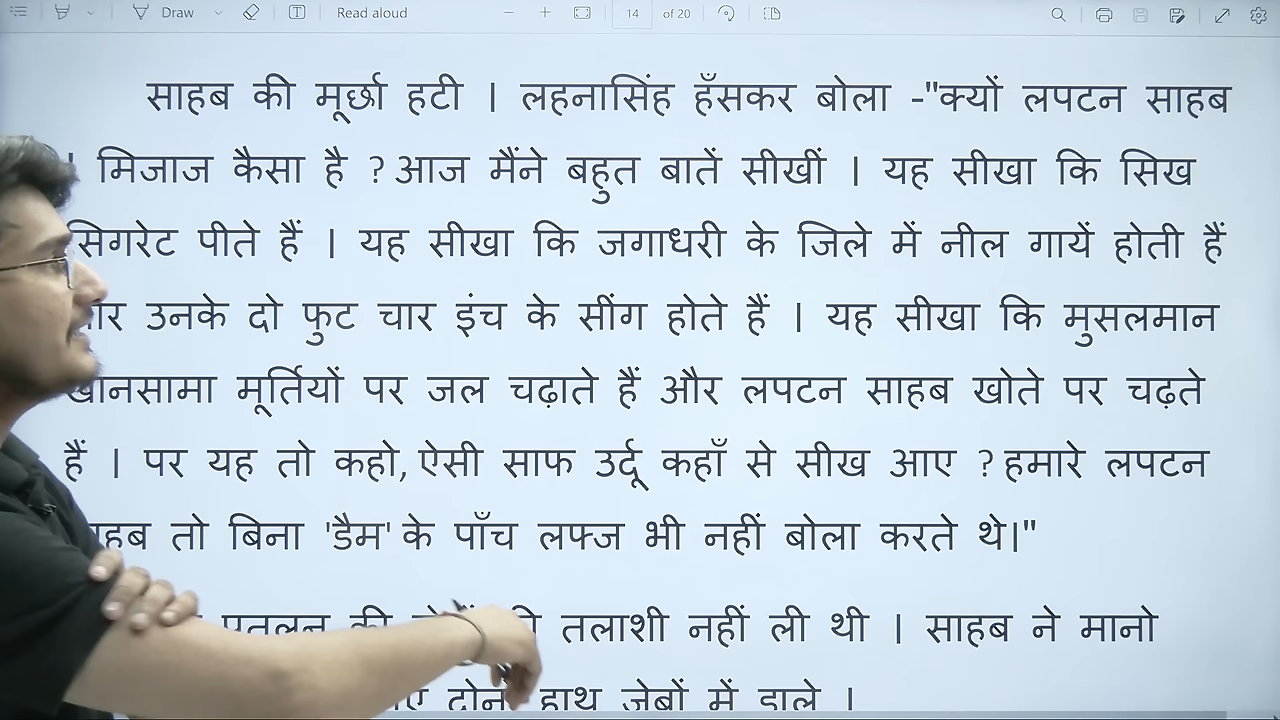 Draw
Read aloud
14 of 20
साहब की मूर्छा हटी । लहनासिंह हँसकर बोला -"क्यों लपटन साहब
' मिजाज कैसा है ? आज मैंने बहुत बातें सीखीं । यह सीखा कि सिख
सिगरेट पीते हैं । यह सीखा कि जगाधरी के जिले में नील गायें होती हैं
उनके दो फुट चार इंच के सींग होते हैं । यह सीखा कि मुसलमान
खानसामा मूर्तियों पर जल चढ़ाते हैं और लपटन साहब खोते पर चढ़ते
हैं । पर यह तो कहो, ऐसी साफ उर्दू कहाँ से सीख आए ? हमारे लपटन
तो बिना 'डैम' के पाँच लफ्ज भी नहीं बोला करते थे।"
पतलून की तलाशी नहीं ली थी । साहब ने मानो
हाथ जेबों में डाले ।